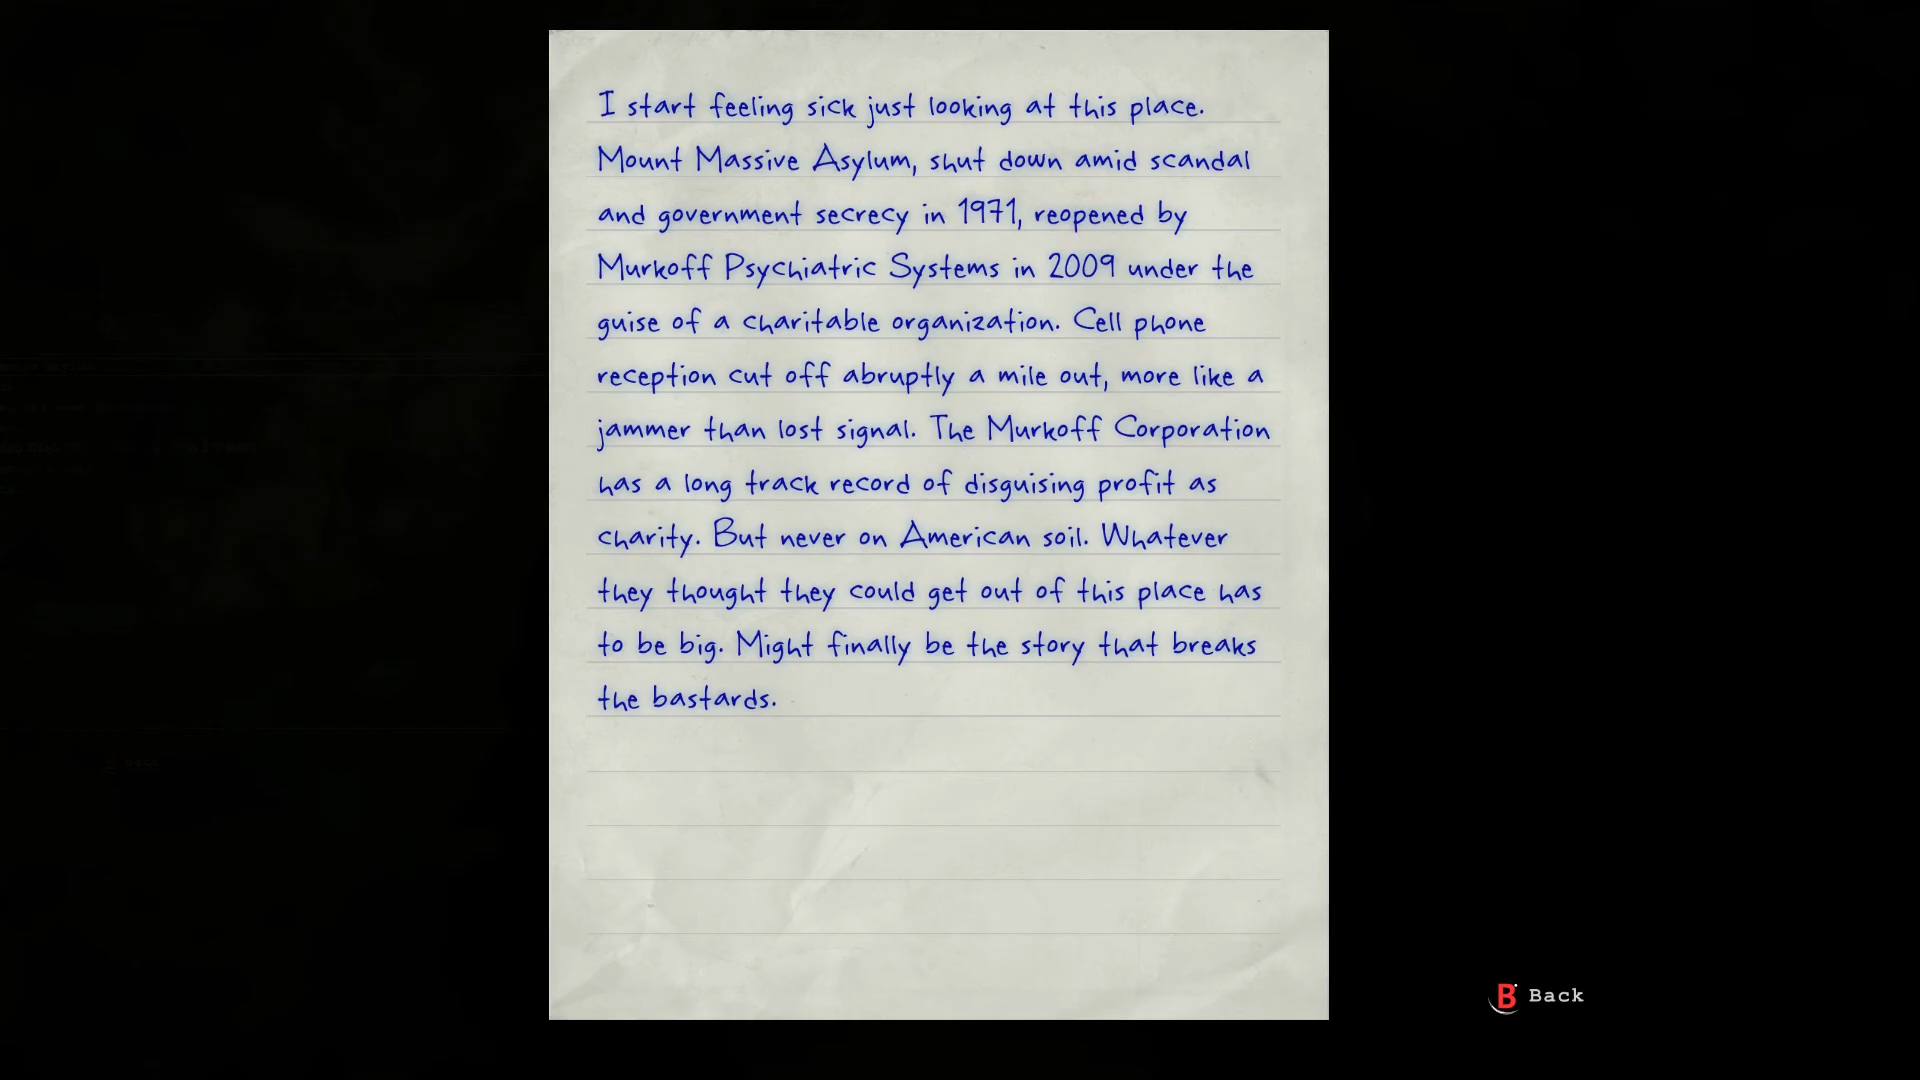 I start feeling sick just looking at this place.
Mount Massive Asylum, shut down amid scandal
and government secrecy in 1971, reopened by
Murkoff Psychiatric Systems in 2009 under the
guise of a charitable organization. Cell phone
reception cut off abruptly a mile out, more like a
jammer than lost signal. The Murkoff Corporation
has a long track record of disguising profit as
charity. But never on American soil. Whatever
they thought they could get out of this place has
to be big. Might finally be the story that breaks
the bastards.
B Back